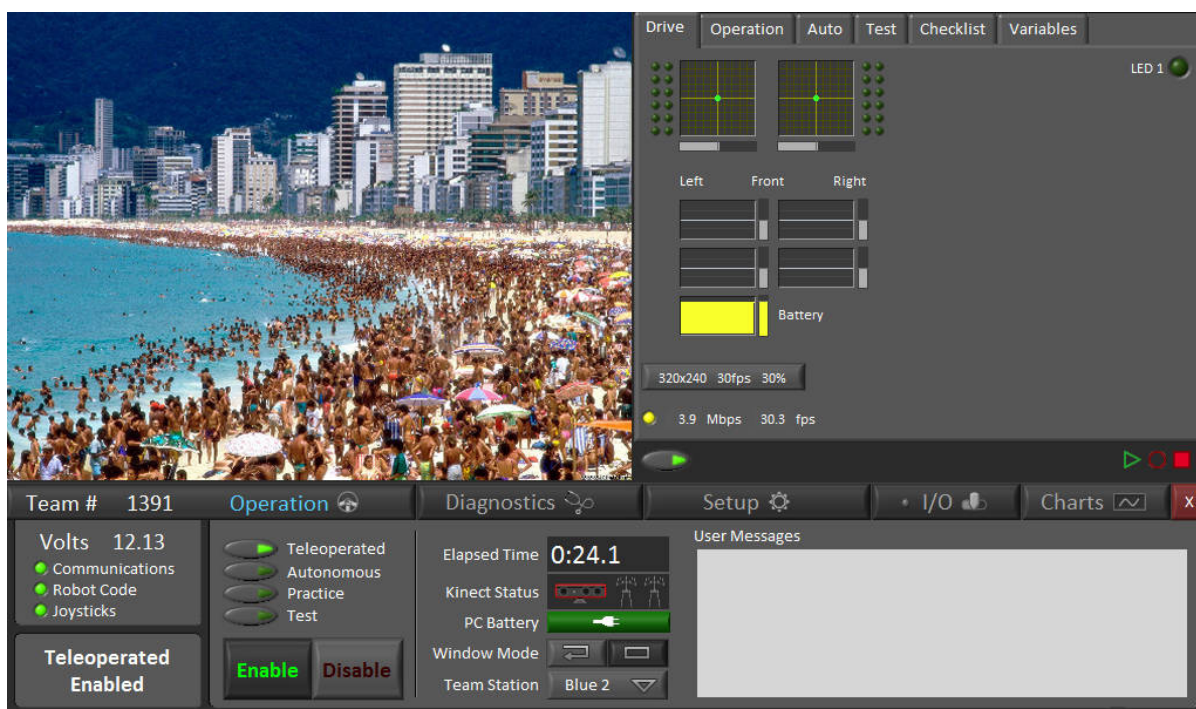 Drive Operation Auto Test Checklist Variables
LED 1
Left Front Right
Battery
320x240 30fps 30%
3.9 Mbps 30.3 fps
Team # 1391 Operation Diagnostics Setup I/O Charts X
Volts 12.13
Communications
Robot Code
Joysticks
Teleoperated
Enabled
Teleoperated
Autonomous
Practice
Test
Enable Disable
Elapsed Time 0:24.1
Kinect Status
PC Battery
Window Mode
Team Station Blue 2
User Messages